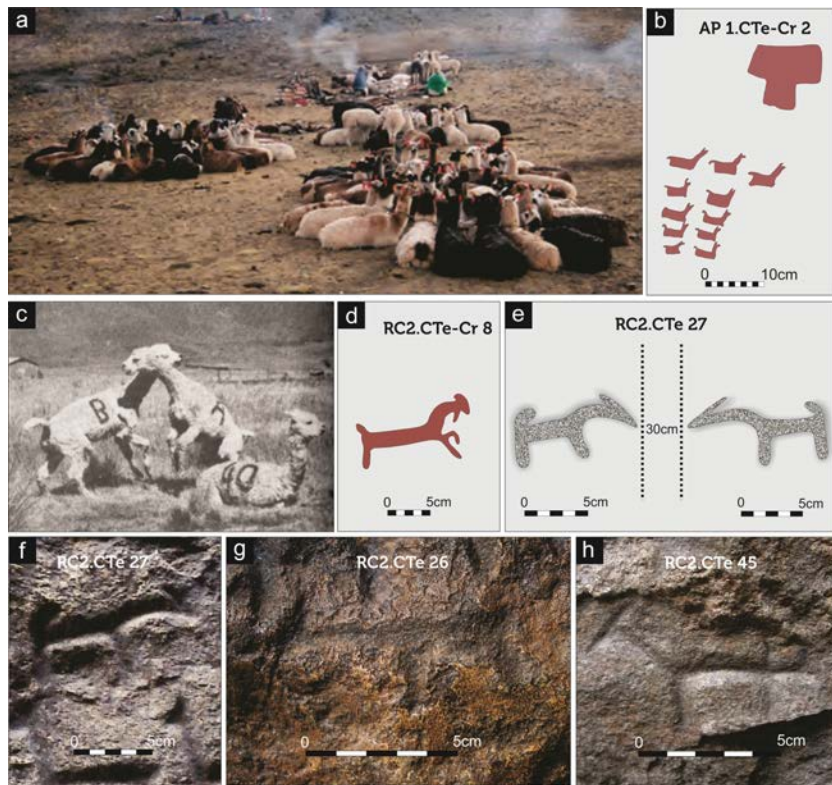 a
b
AP 1.CTe-Cr 2
0 10cm
c
B
d
RC2.CTe-Cr 8
0 5cm
e
RC2.CTe 27
30cm
0 5cm
0 5cm
f
RC2.CTe 27
0 5cm
g
RC2.CTe 26
0 5cm
h
RC2.CTe 45
0 5cm